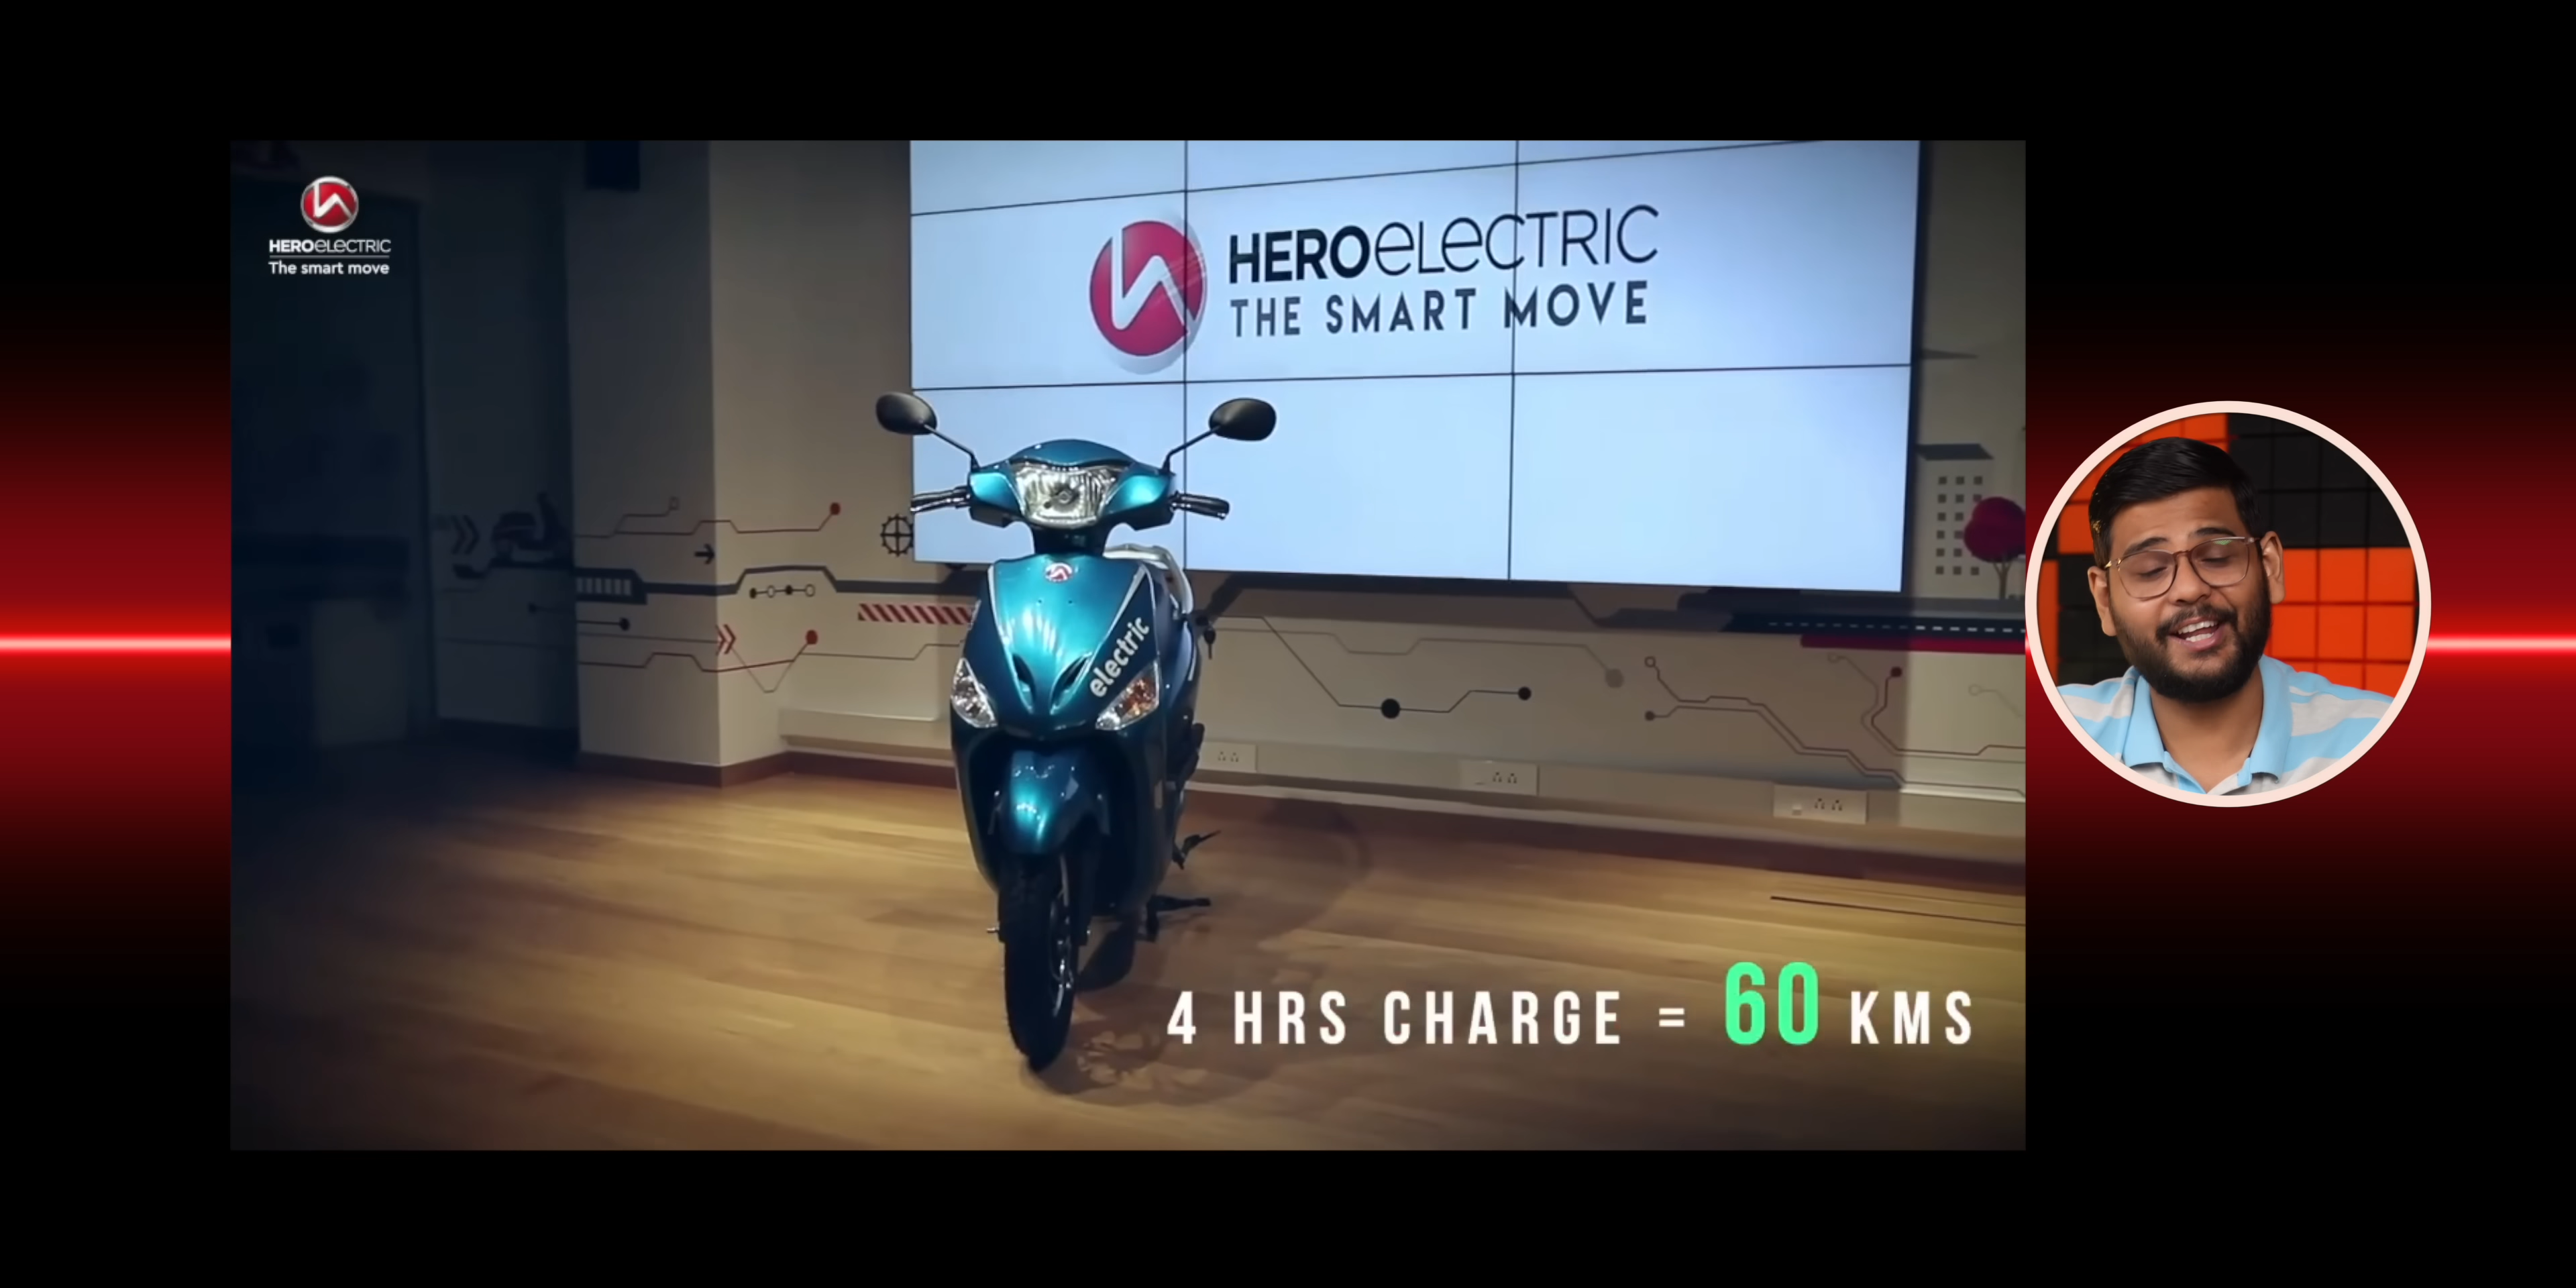 HEROELECTRIC
The smart move
HEROELECTRIC
THE SMART MOVE
electric
4 HRS CHARGE = 60 KMS